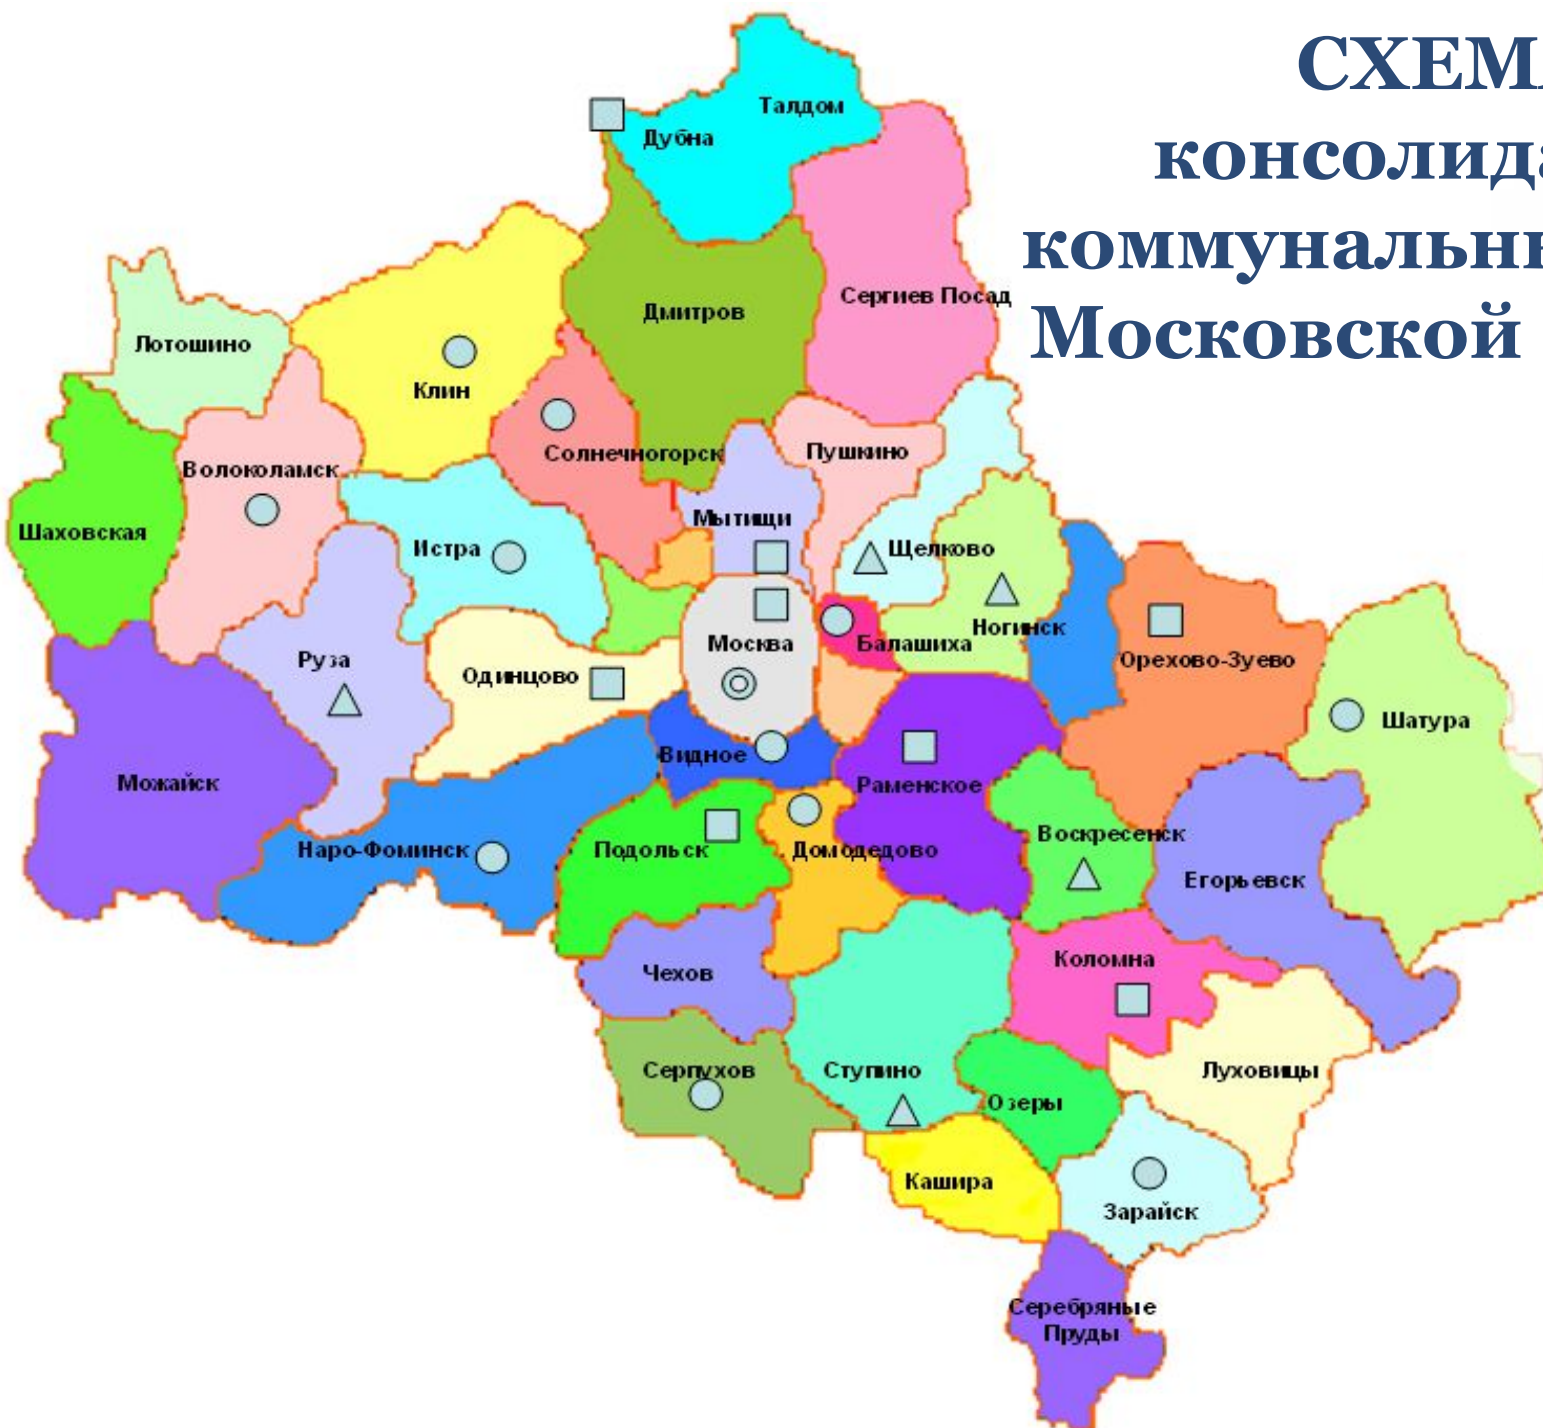 СХЕМА
консолида
коммунальн
Московской
Талдом
Дубна
Сергиев Посад
Дмитров
Лотошино
Клин
Солнечногорск
Пушкино
Волоколамск
Мытищи
Шаховская
Истра
Щелково
Ногинск
Москва
Балашиха
Руза
Орехово-Зуево
Одинцово
Шатура
Видное
Можайск
Раменское
Воскресенск
Наро-Фоминск
Подольск
Домодедово
Егорьевск
Коломна
Чехов
Серпухов
Ступино
Луховицы
Озеры
Кашира
Зарайск
Серебряные
Пруды